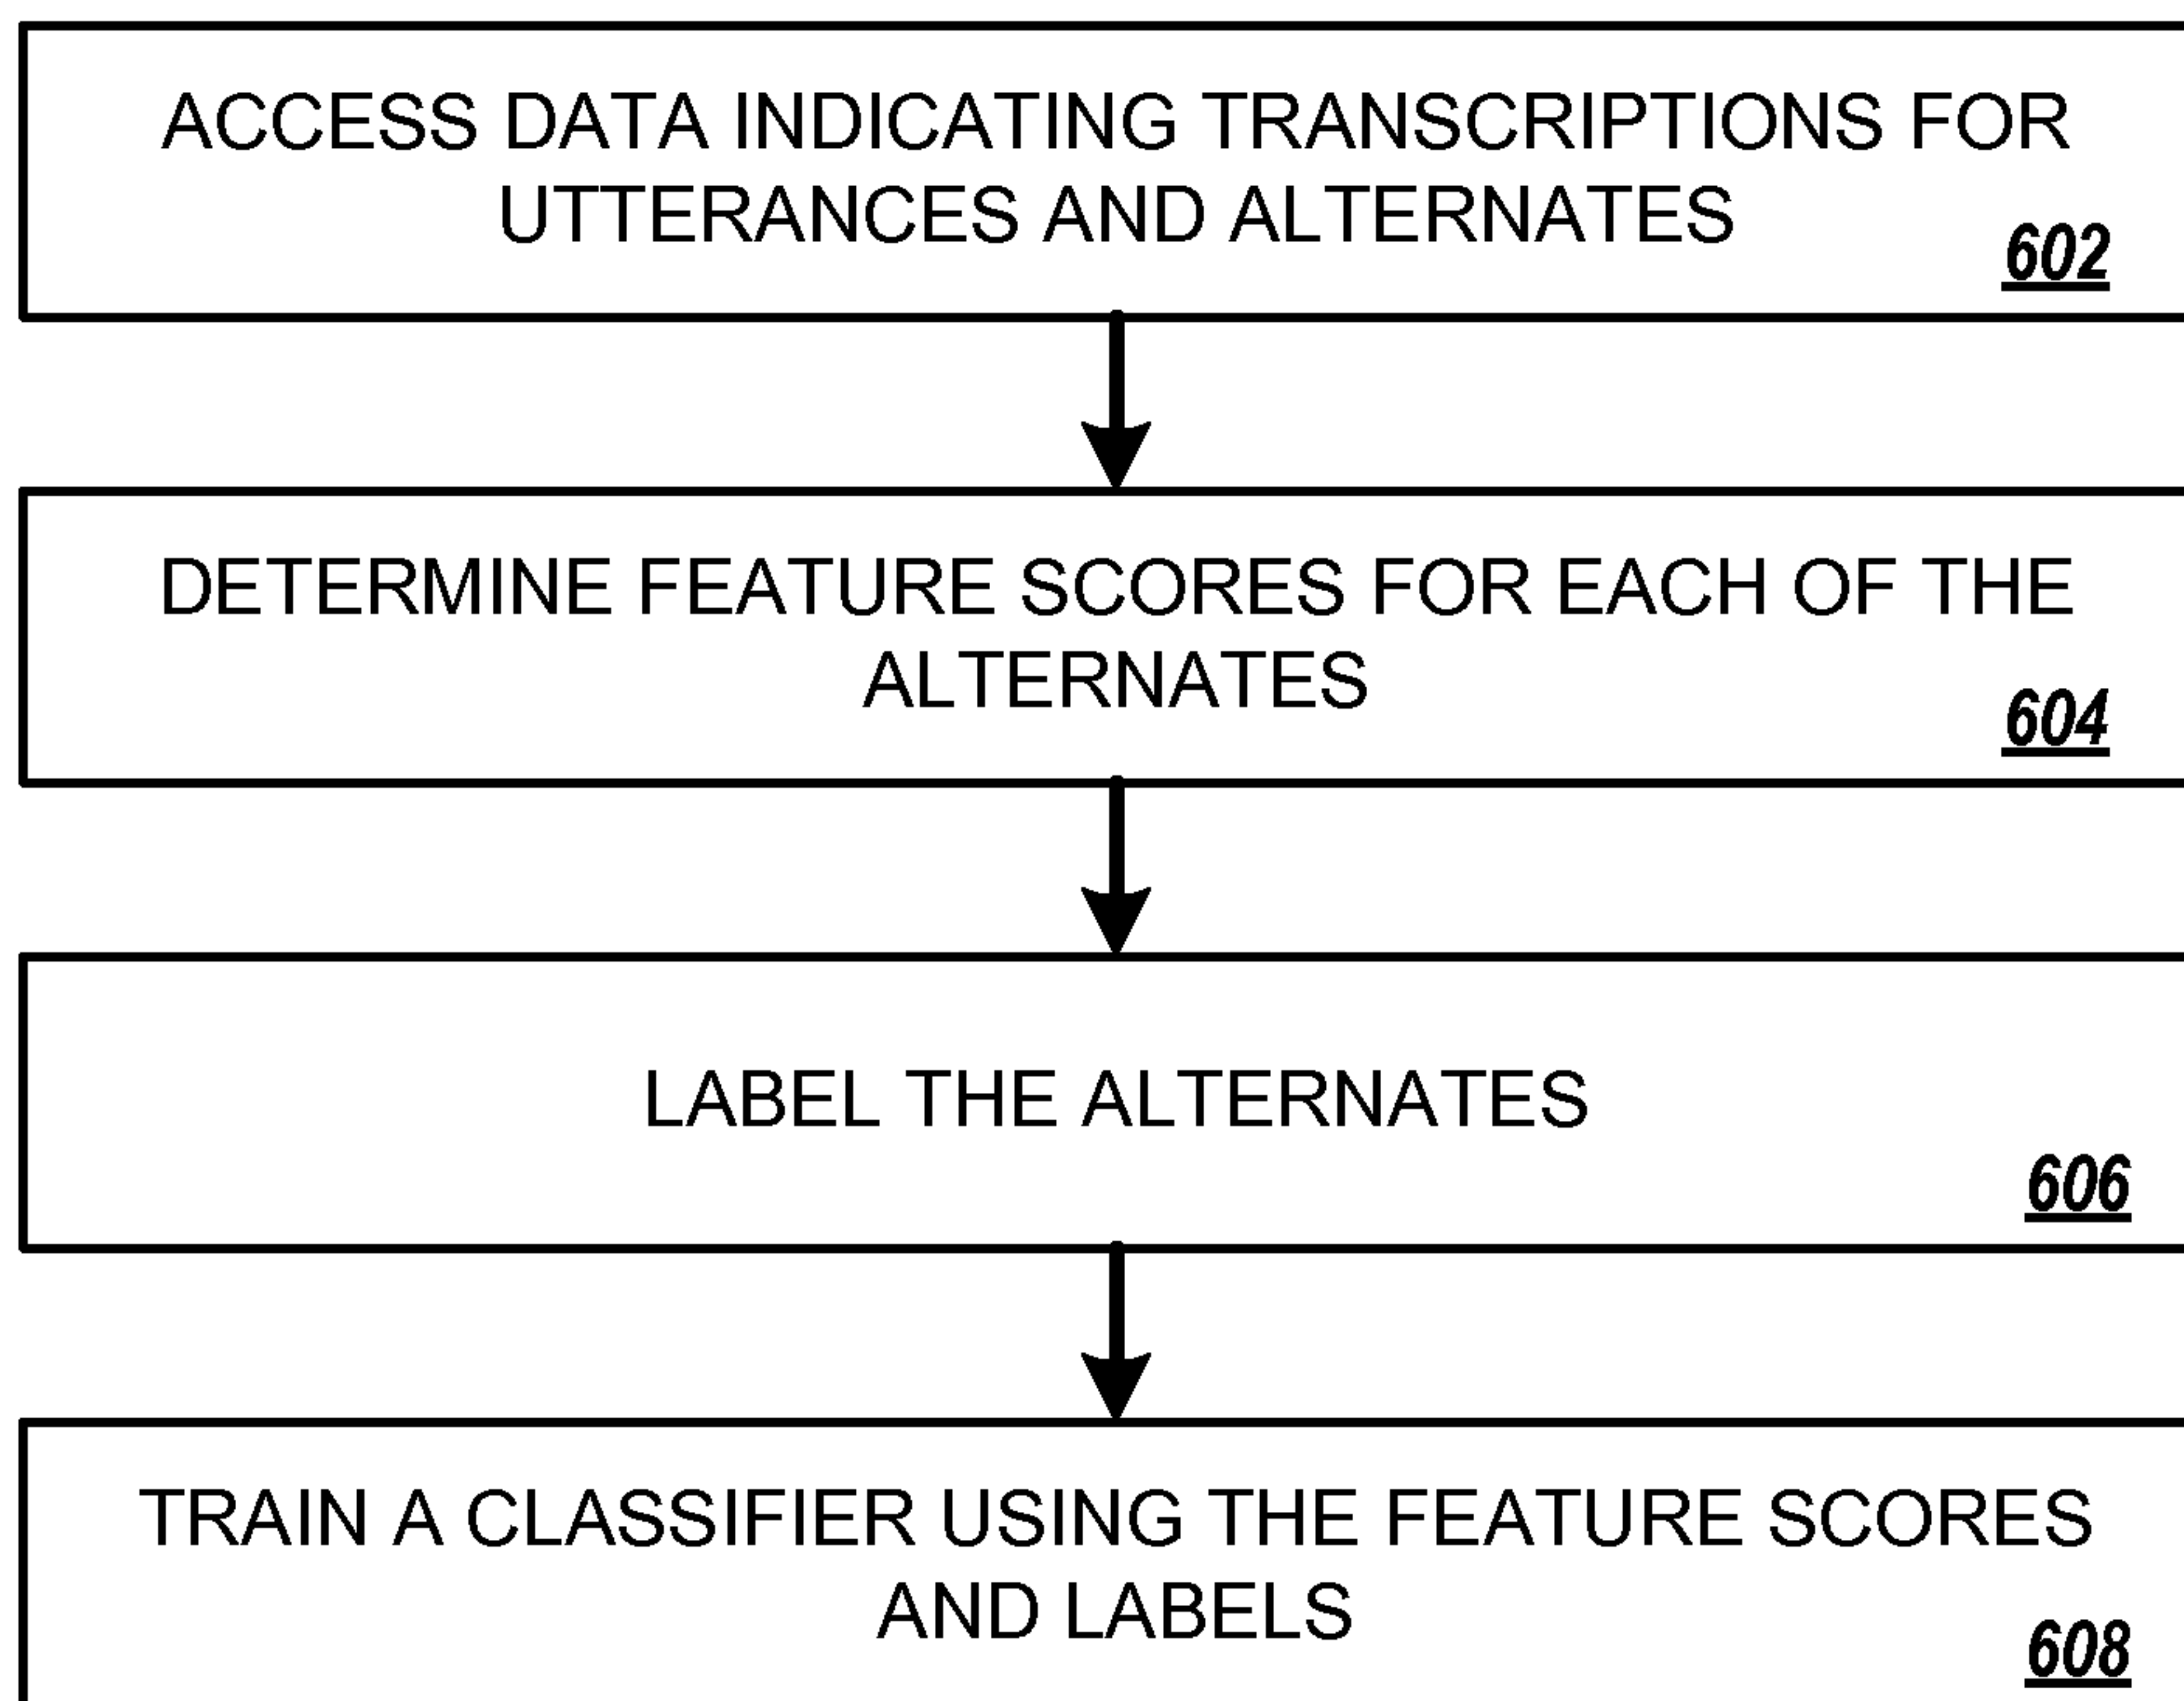 ACCESS DATA INDICATING TRANSCRIPTIONS FOR
UTTERANCES AND ALTERNATES
602
DETERMINE FEATURE SCORES FOR EACH OF THE
ALTERNATES
604
LABEL THE ALTERNATES
606
TRAIN A CLASSIFIER USING THE FEATURE SCORES
AND LABELS
608